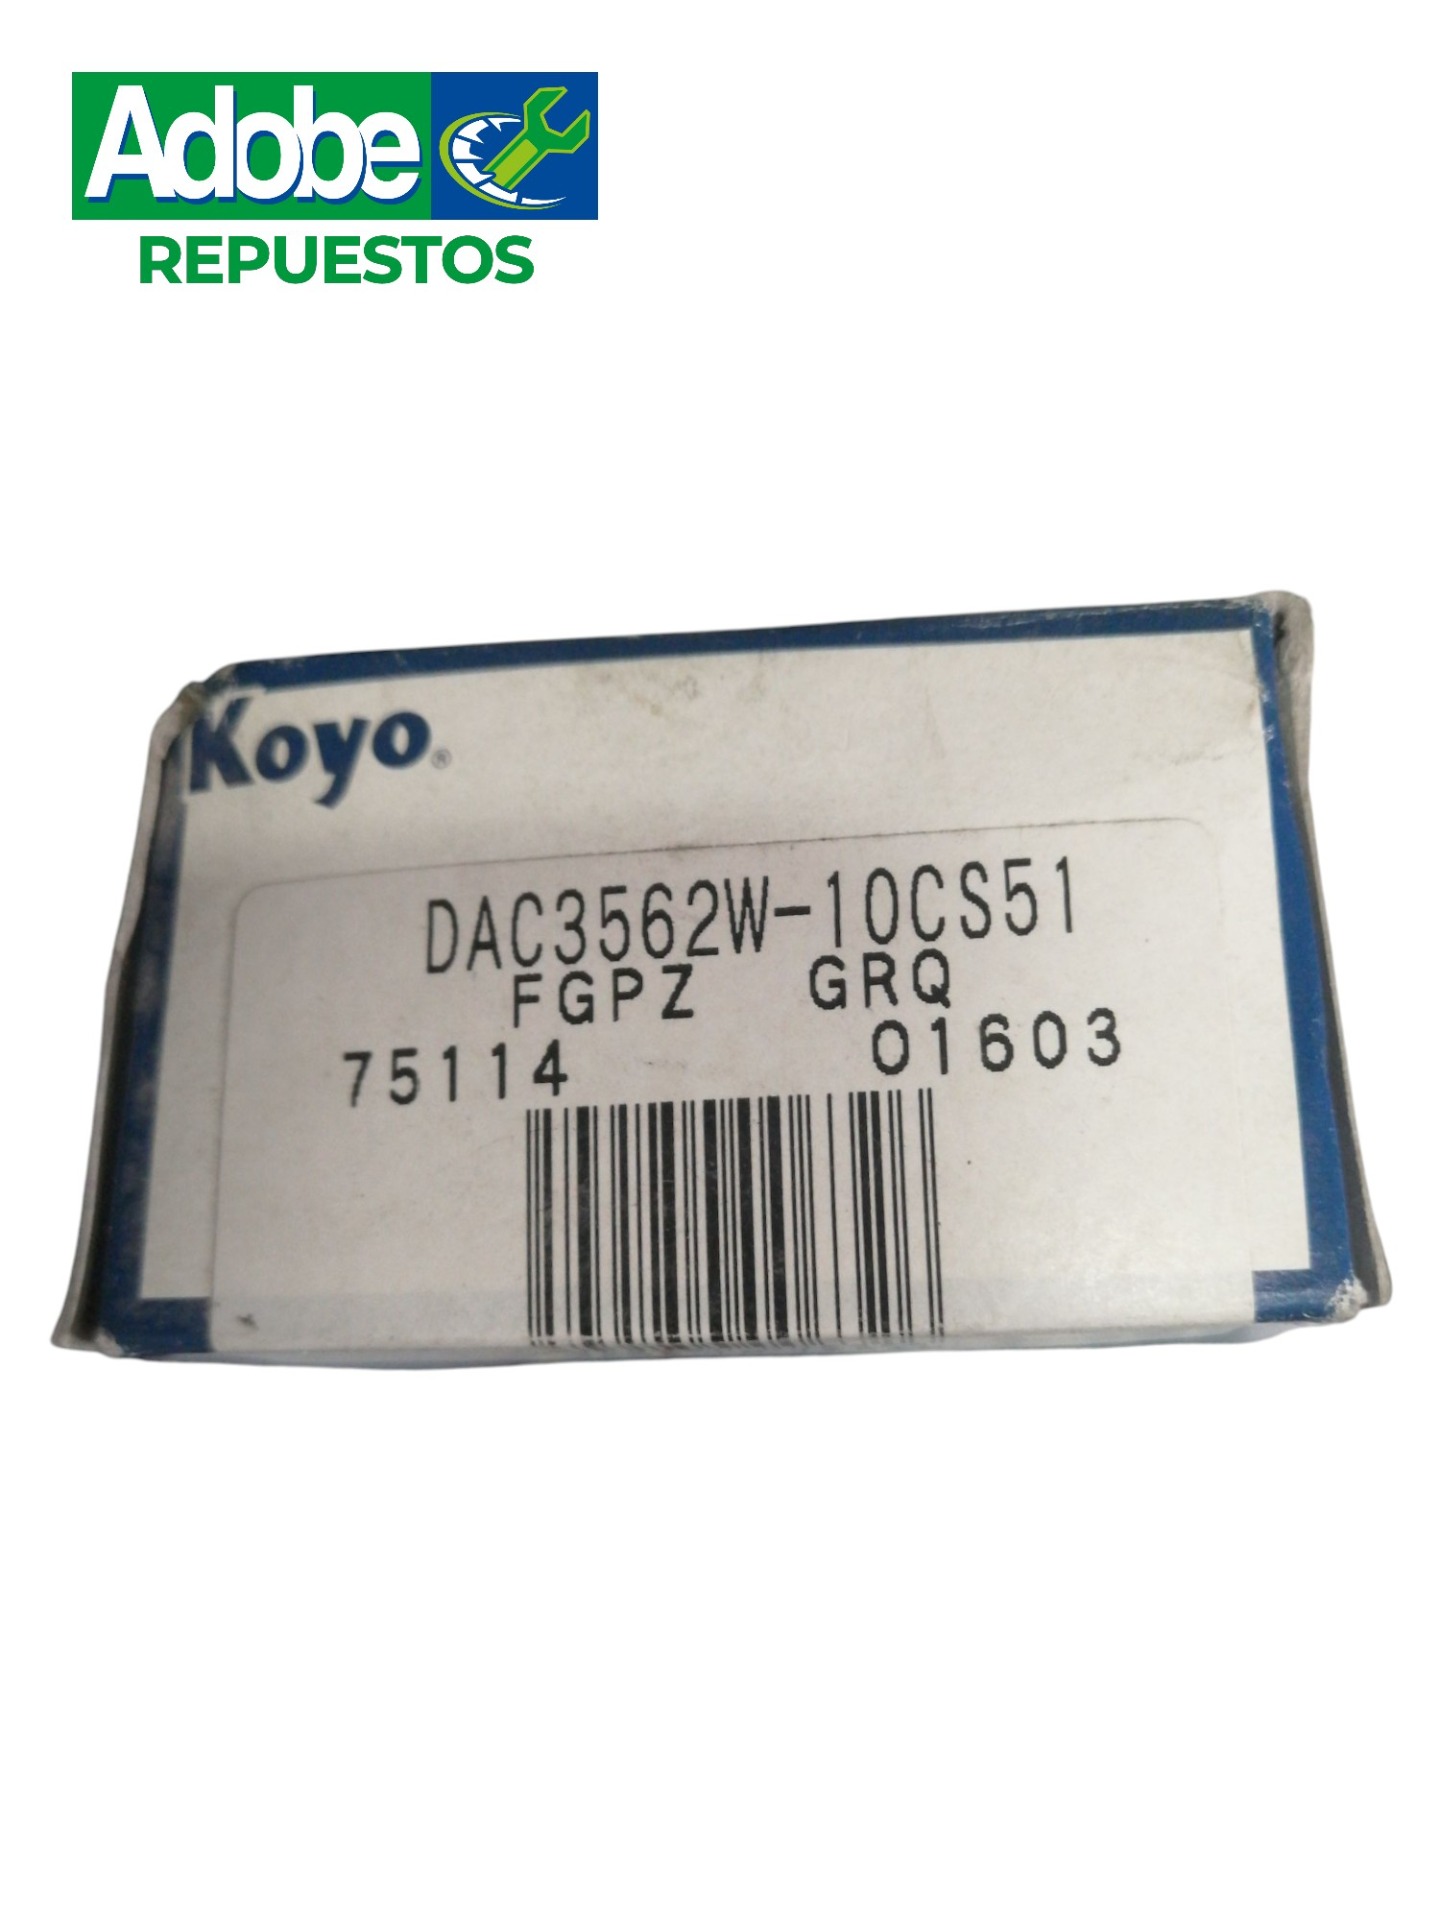 Adobe
REPUESTOS
Koyo®
DAC3562W-10CS51
FGPZ GRQ
75114 01603